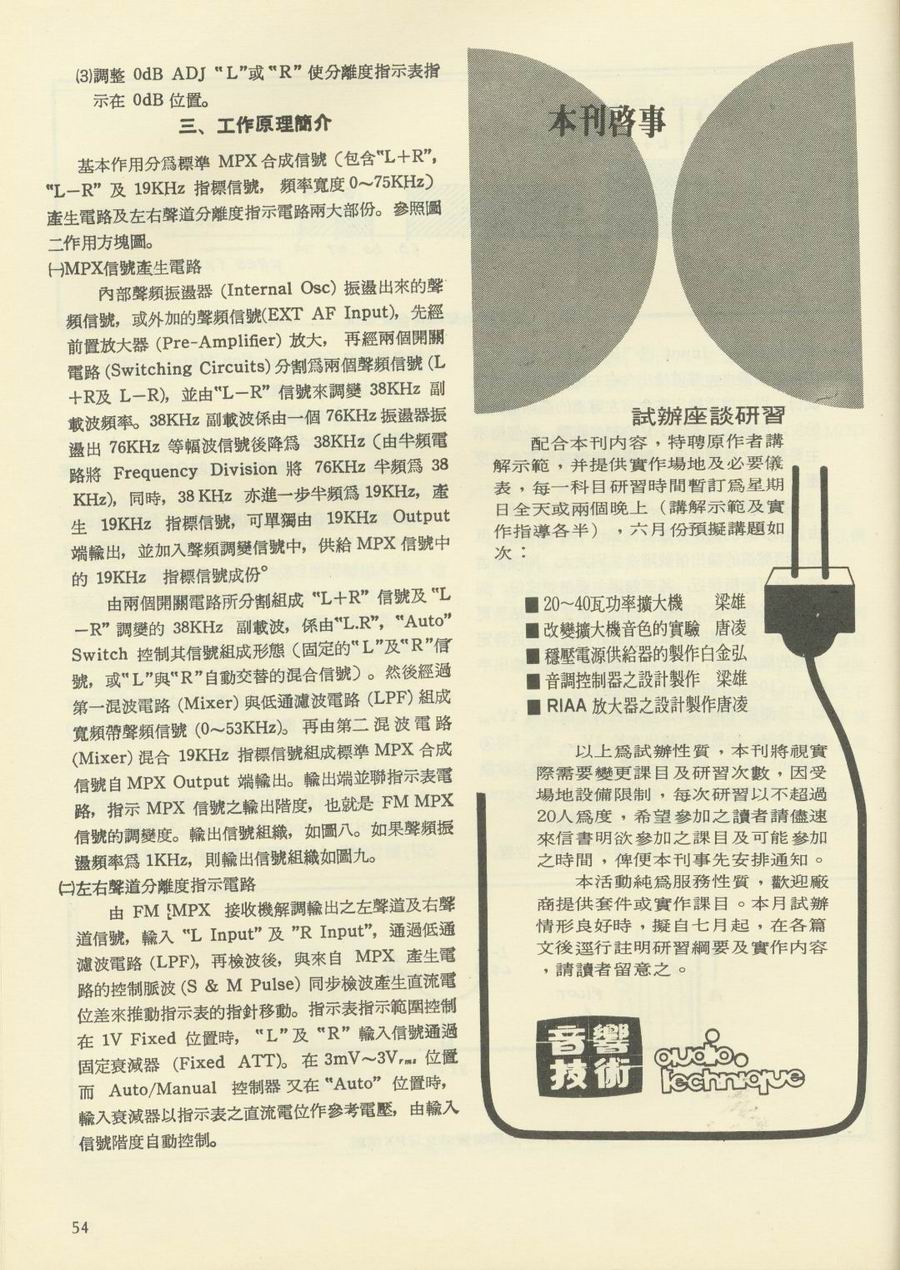 ⑶調整 0dB ADJ “L”或“R” 使分離度指示表指
示在 0dB 位置。
三、工作原理簡介
基本作用分爲標準 MPX 合成信號（包含“L＋R”，
“L－R” 及 19KHz 指標信號， 頻率寬度 0～75KHz）
產生電路及左右聲道分離度指示電路兩大部份。參照圖
二作用方塊圖。
㈠MPX信號產生電路
內部聲頻振盪器 (Internal Osc) 振盪出來的聲
頻信號，或外加的聲頻信號(EXT AF Input)，先經
前置放大器 (Pre-Amplifier) 放大， 再經兩個開關
電路 (Switching Circuits) 分割爲兩個聲頻信號 (L
＋R及 L－R)，並由“L－R” 信號來調變 38KHz 副
載波頻率。38KHz 副載波係由一個 76KHz 振盪器振
盪出 76KHz 等幅波信號後降爲 38KHz（由半頻電
路將 Frequency Division 將 76KHz 半頻爲 38
KHz)，同時，38 KHz 亦進一步半頻爲 19KHz，產
生 19KHz 指標信號，可單獨由 19KHz Output
端輸出，並加入聲頻調變信號中，供給 MPX 信號中
的 19KHz 指標信號成份。
由兩個開關電路所分割組成 “L＋R” 信號及 “L
－R” 調變的 38KHz 副載波，係由“L.R”，“Auto”
Switch 控制其信號組成形態（固定的“L”及“R”信
號，或“L”與“R”自動交替的混合信號）。然後經過
第一混波電路 (Mixer) 與低通濾波電路 (LPF) 組成
寬頻帶聲頻信號 (0～53KHz)。再由第二混波電路
(Mixer) 混合 19KHz 指標信號組成標準 MPX 合成
信號自 MPX Output 端輸出。輸出端並聯指示表電
路，指示 MPX 信號之輸出階度，也就是 FM MPX
信號的調變度。輸出信號組織，如圖八。如果聲頻振
盪頻率爲 1KHz，則輸出信號組織如圖九。
㈡左右聲道分離度指示電路
由 FM MPX 接收機解調輸出之左聲道及右聲
道信號，輸入 “L Input” 及 “R Input”，通過低通
濾波電路 (LPF)，再檢波後，與來自 MPX 產生電
路的控制脈波 (S & M Pulse) 同步檢波產生直流電
位差來推動指示表的指針移動。指示表指示範圍控制
在 1V Fixed 位置時， “L” 及 “R” 輸入信號通過
固定衰減器 (Fixed ATT)。在 3mV～3Vrms 位置
而 Auto/Manual 控制器又在 “Auto” 位置時，
輸入衰減器以指示表之直流電位作參考電壓，由輸入
信號階度自動控制。
54
本刊啓事
試辦座談研習
配合本刊內容，特聘原作者講
解示範，并提供實作場地及必要儀
表，每一科目研習時間暫訂爲星期
日全天或兩個晚上（講解示範及實
作指導各半），六月份預擬講題如
次：
■ 20～40瓦功率擴大機 梁雄
■ 改變擴大機音色的實驗 唐凌
■ 穩壓電源供給器的製作白金弘
■ 音調控制器之設計製作 梁雄
■ RIAA 放大器之設計製作唐凌
以上爲試辦性質，本刊將視實
際需要變更課目及研習次數，因受
場地設備限制，每次研習以不超過
20人爲度，希望參加之讀者請儘速
來信書明欲參加之課目及可能參加
之時間，俾便本刊事先安排通知。
本活動純爲服務性質，歡迎廠
商提供套件或實作課目。本月試辦
情形良好時，擬自七月起，在各篇
文後逕行註明研習綱要及實作內容
，請讀者留意之。
音響
技術
audio
technique